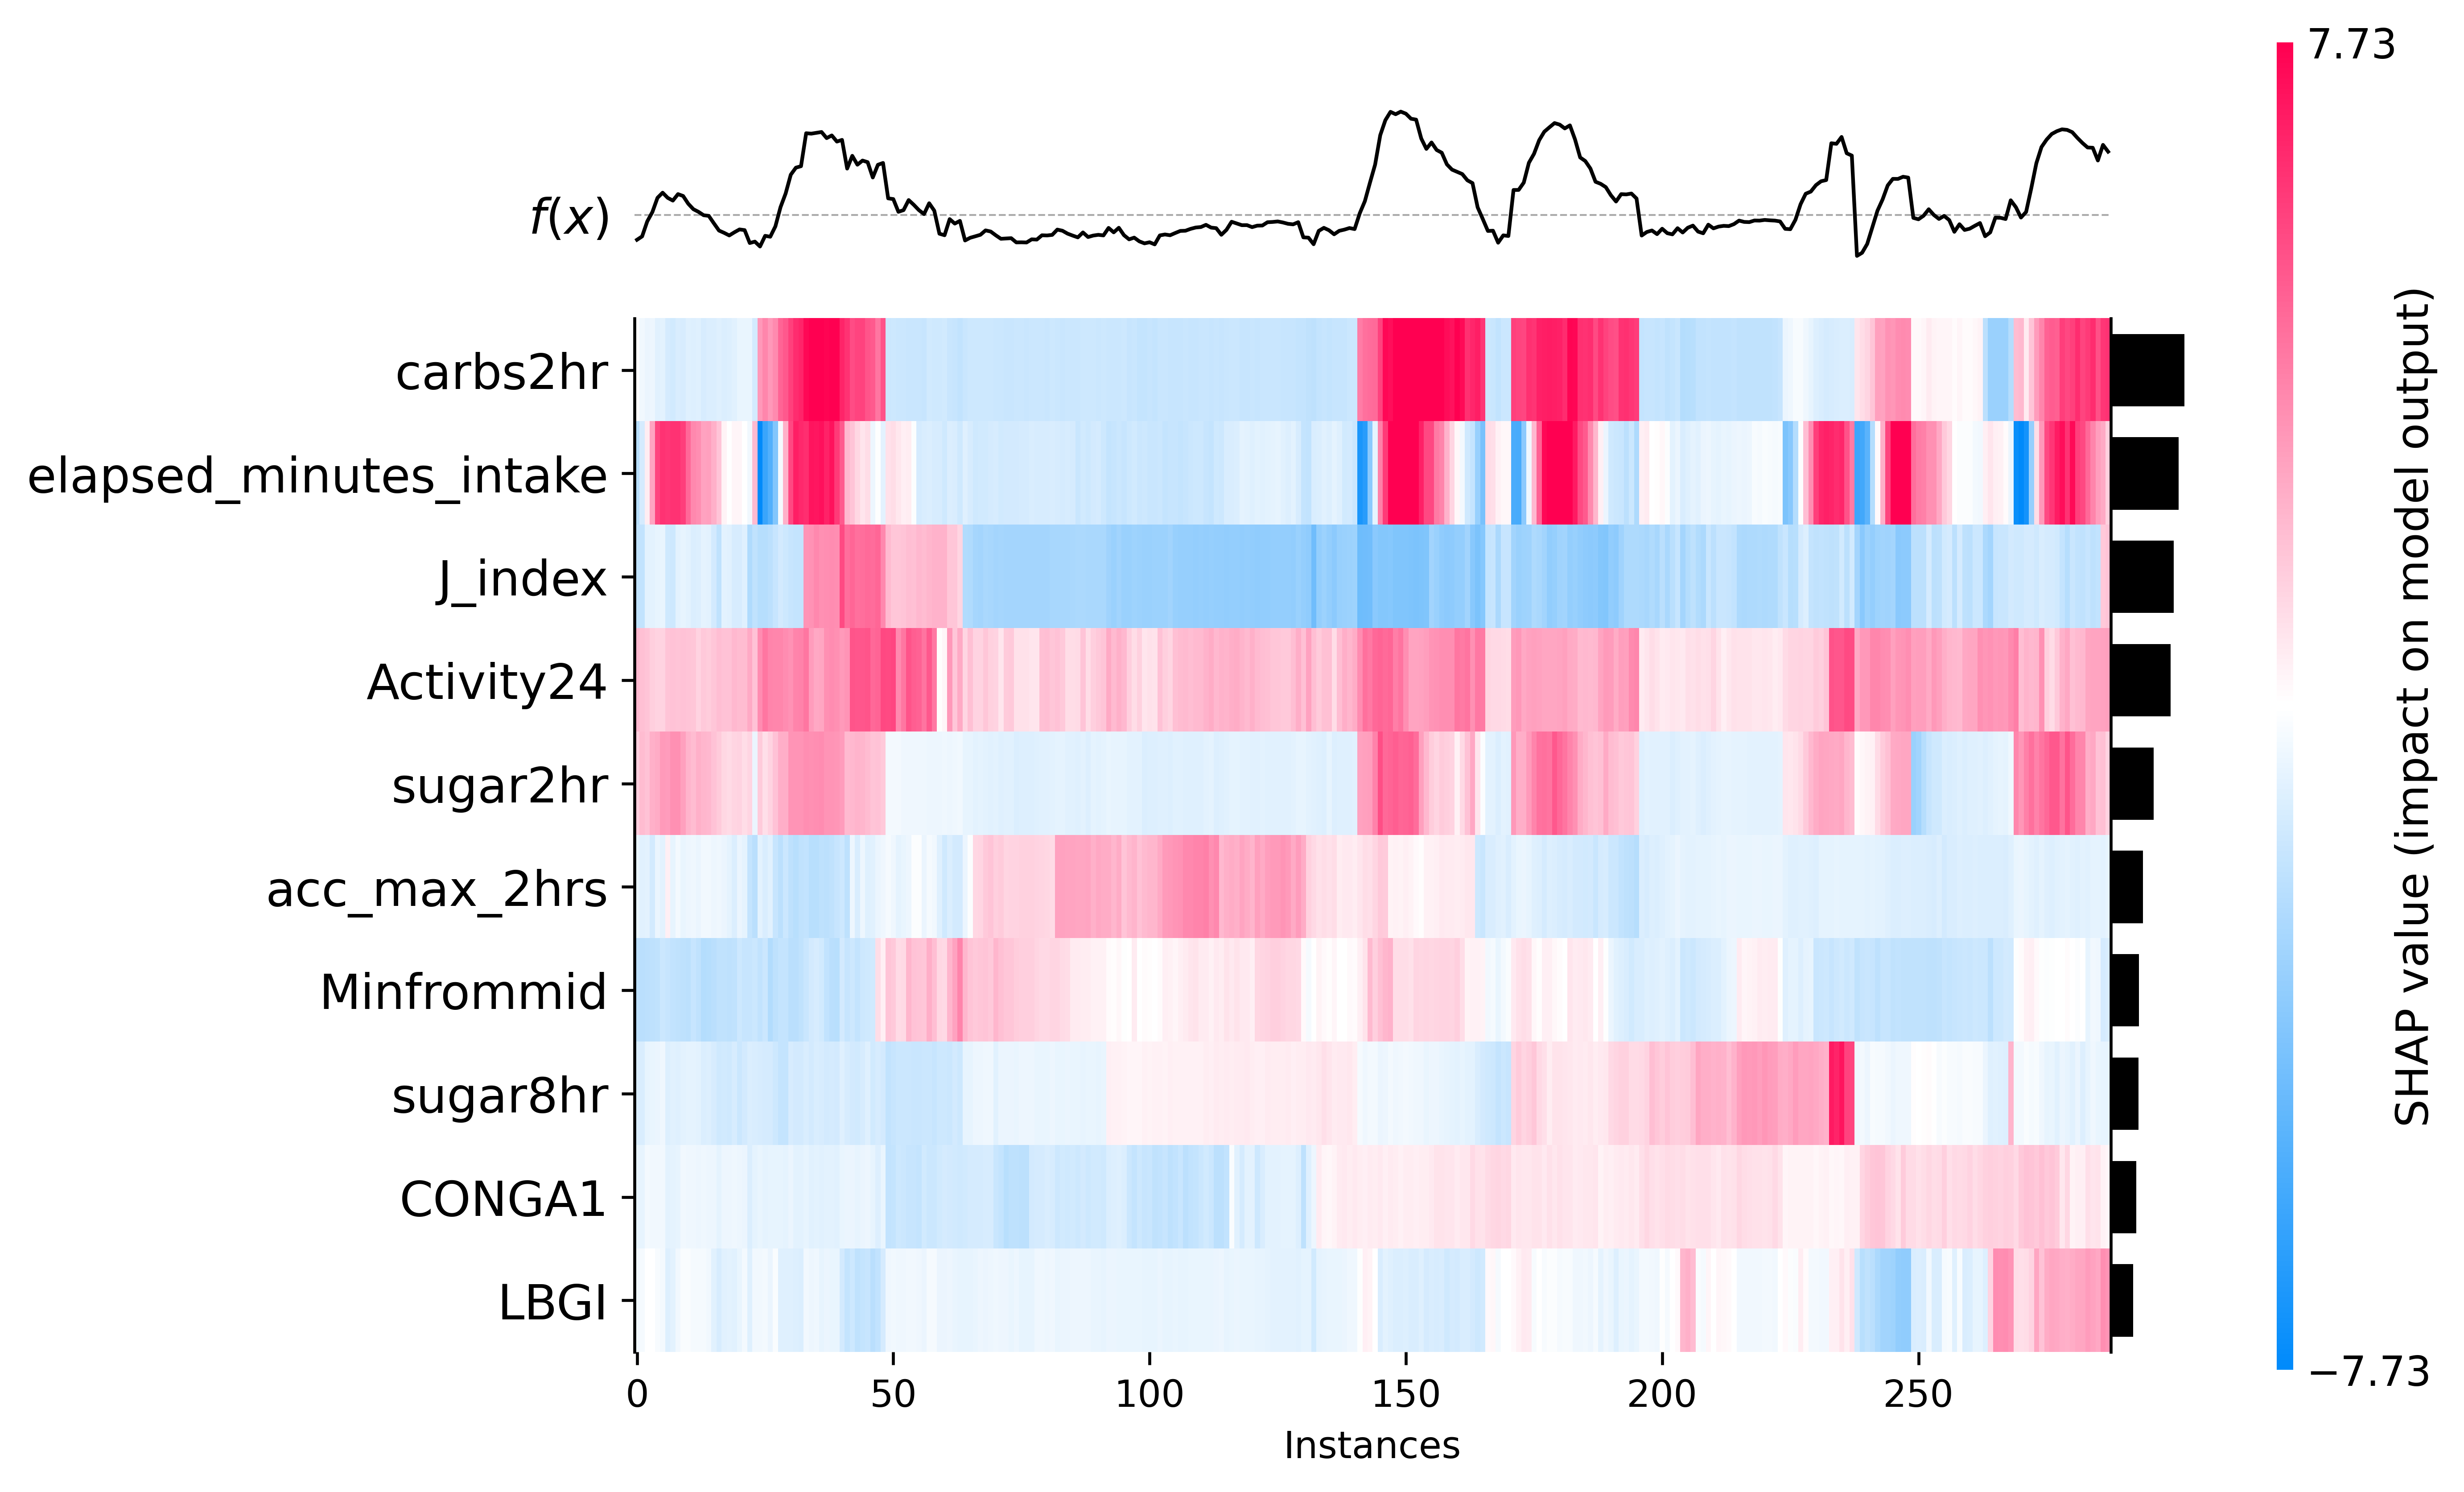 7.73
f(x)
carbs2hr
elapsed_minutes_intake
J_index
Activity24
sugar2hr
acc_max_2hrs
Minfrommid
sugar8hr
CONGA1
LBGI
0 50 100 150 200 250
Instances
−7.73
SHAP value (impact on model output)